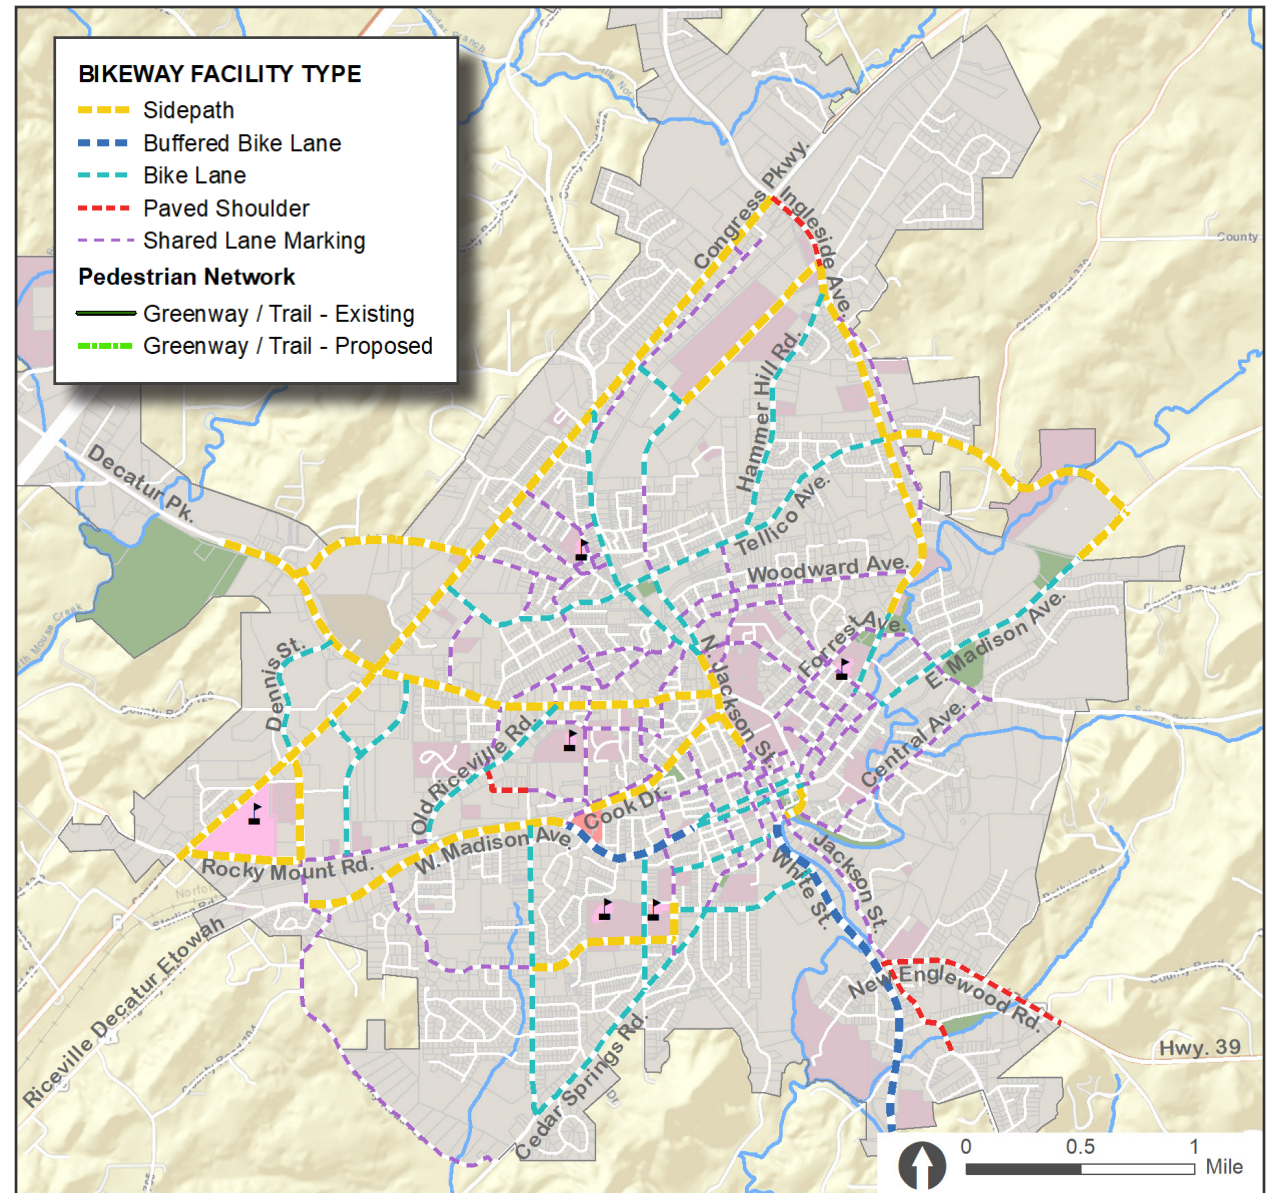 BIKEWAY FACILITY TYPE
Sidepath
Buffered Bike Lane
Bike Lane
Paved Shoulder
Shared Lane Marking
Pedestrian Network
Greenway / Trail - Existing
Greenway / Trail - Proposed
Congress Pkwy.
Ingleside Ave.
County
Hammer Hill Rd.
Decatur Pk.
Tellico Ave.
Woodward Ave.
Forrest Ave.
E. Madison Ave.
Dennis St.
N. Jackson St.
Central Ave.
Old Riceville Rd.
Cook Dr.
W. Madison Ave.
Rocky Mount Rd.
White St.
Jackson St.
Riceville Decatur Etowah
New Englewood Rd.
Hwy. 39
Cedar Springs Rd.
Dr
0 0.5 1
Mile